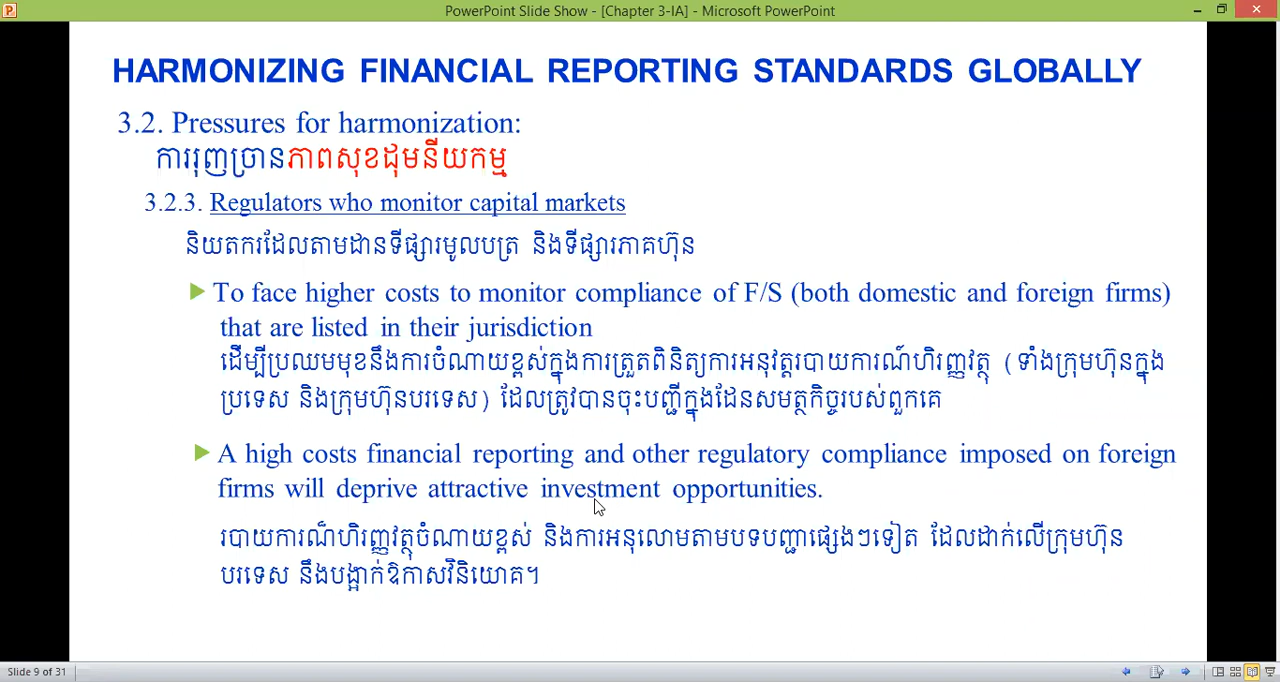 PowerPoint Slide Show - [Chapter 3-IA] - Microsoft PowerPoint
HARMONIZING FINANCIAL REPORTING STANDARDS GLOBALLY
3.2. Pressures for harmonization:
ការរុញច្រានភាពសុខដុមនីយកម្ម
3.2.3. Regulators who monitor capital markets
និយតករដែលតាមដានទីផ្សារមូលបត្រ និងទីផ្សារភាគហ៊ុន
To face higher costs to monitor compliance of F/S (both domestic and foreign firms)
that are listed in their jurisdiction
ដើម្បីប្រឈមមុខនឹងការចំណាយខ្ពស់ក្នុងការត្រួតពិនិត្យការអនុវត្តរបាយការណ៍ហិរញ្ញវត្ថុ (ទាំងក្រុមហ៊ុនក្នុង
ប្រទេស និងក្រុមហ៊ុនបរទេស) ដែលត្រូវបានចុះបញ្ជីក្នុងដែនសមត្ថកិច្ចរបស់ពួកគេ
A high costs financial reporting and other regulatory compliance imposed on foreign
firms will deprive attractive investment opportunities.
របាយការណ៏ហិរញ្ញវត្ថុចំណាយខ្ពស់ និងការអនុលោមតាមបទបញ្ជាផ្សេងៗទៀត ដែលដាក់លើក្រុមហ៊ុន
បរទេស នឹងបង្អាក់ឱកាសវិនិយោគ។
Slide 9 of 31